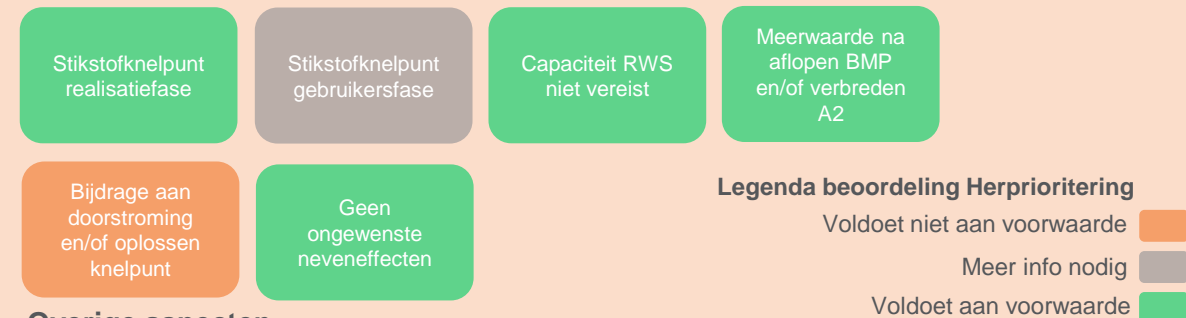 Stikstofknelpunt
realisatiefase
Stikstofknelpunt
gebruikersfase
Capaciteit RWS
niet vereist
Meerwaarde na
aflopen BMP
en/of verbreden
A2
Bijdrage aan
doorstroming
en/of oplossen
knelpunt
Geen
ongewenste
neveneffecten
Legenda beoordeling Herprioritering
Voldoet niet aan voorwaarde
Meer info nodig
Voldoet aan voorwaarde
Overige aspecten